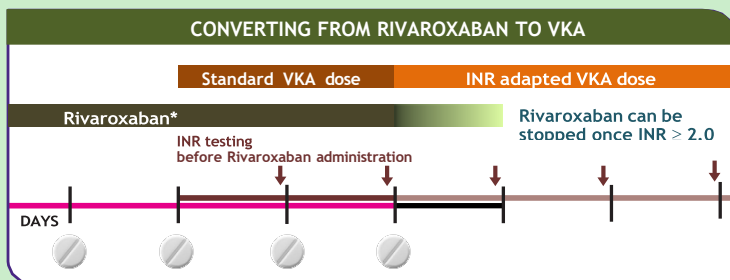 CONVERTING FROM RIVAROXABAN TO VKA
Standard VKA dose
INR adapted VKA dose
Rivaroxaban*
Rivaroxaban can be
stopped once INR ≥ 2.0
INR testing
before Rivaroxaban administration
DAYS